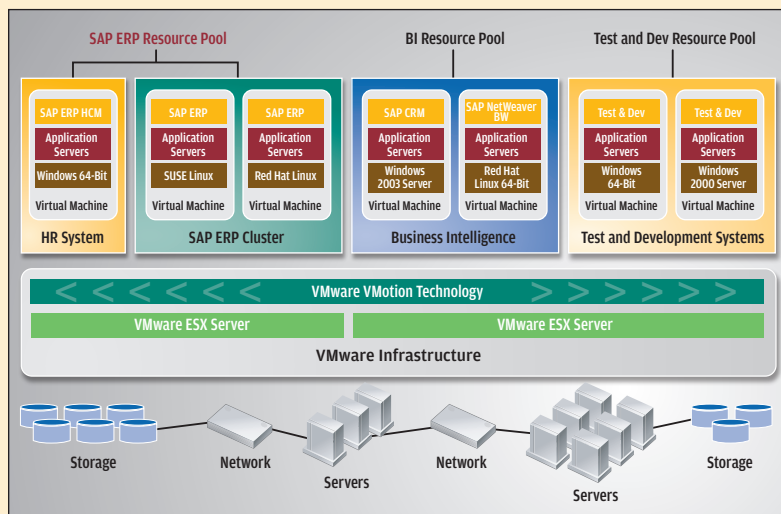 SAP ERP Resource Pool
BI Resource Pool
Test and Dev Resource Pool
SAP ERP HCM
Application
Servers
Windows 64-Bit
Virtual Machine
HR System
SAP ERP
Application
Servers
SUSE Linux
Virtual Machine
SAP ERP
Application
Servers
Red Hat Linux
Virtual Machine
SAP ERP Cluster
SAP CRM
Application
Servers
Windows
2003 Server
Virtual Machine
SAP NetWeaver
BW
Application
Servers
Red Hat
Linux 64-Bit
Virtual Machine
Business Intelligence
Test & Dev
Application
Servers
Windows
64-Bit
Virtual Machine
Test & Dev
Application
Servers
Windows
2000 Server
Virtual Machine
Test and Development Systems
< < < < < < < VMware VMotion Technology > > > > > > >
VMware ESX Server
VMware ESX Server
VMware Infrastructure
Storage
Network
Servers
Network
Servers
Storage